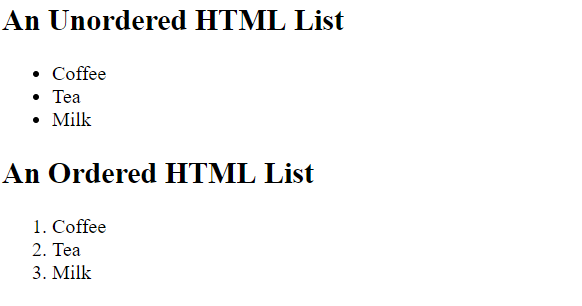 An Unordered HTML List
• Coffee
• Tea
• Milk
An Ordered HTML List
1. Coffee
2. Tea
3. Milk